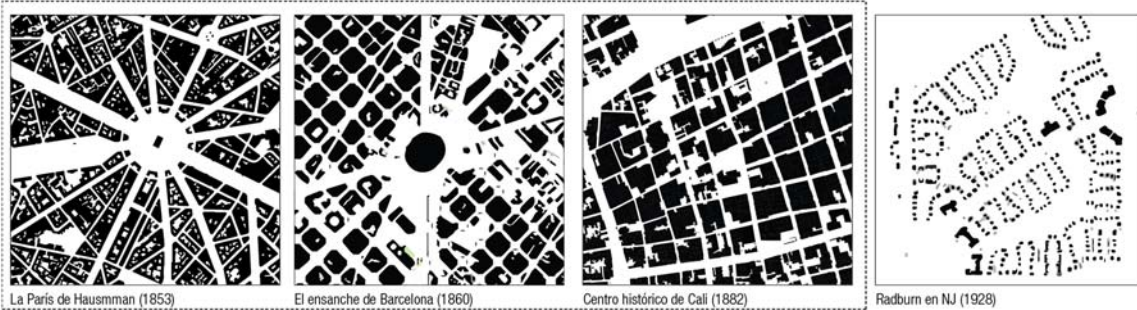 La París de Hausmman (1853)
El ensanche de Barcelona (1860)
Centro histórico de Cali (1882)
Radburn en NJ (1928)